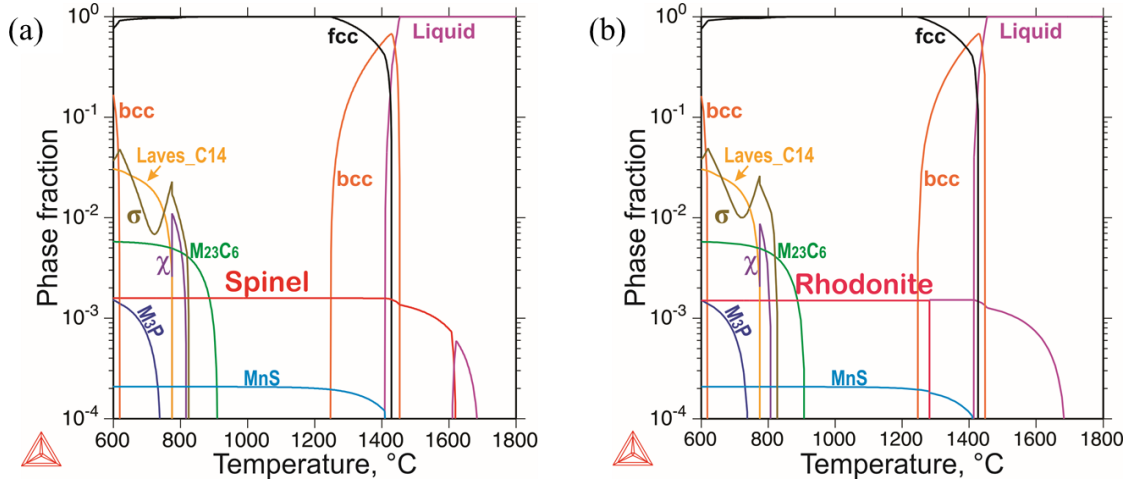 (a)
10⁰
10⁻¹
10⁻²
10⁻³
10⁻⁴
Phase fraction
fcc
Liquid
bcc
Laves_C14
bcc
σ
M₂₃C₆
χ
Spinel
M₃P
MnS
600 800 1000 1200 1400 1600 1800
Temperature, °C
(b)
10⁰
10⁻¹
10⁻²
10⁻³
10⁻⁴
Phase fraction
fcc
Liquid
bcc
Laves_C14
bcc
σ
M₂₃C₆
χ
Rhodonite
M₃P
MnS
600 800 1000 1200 1400 1600 1800
Temperature, °C